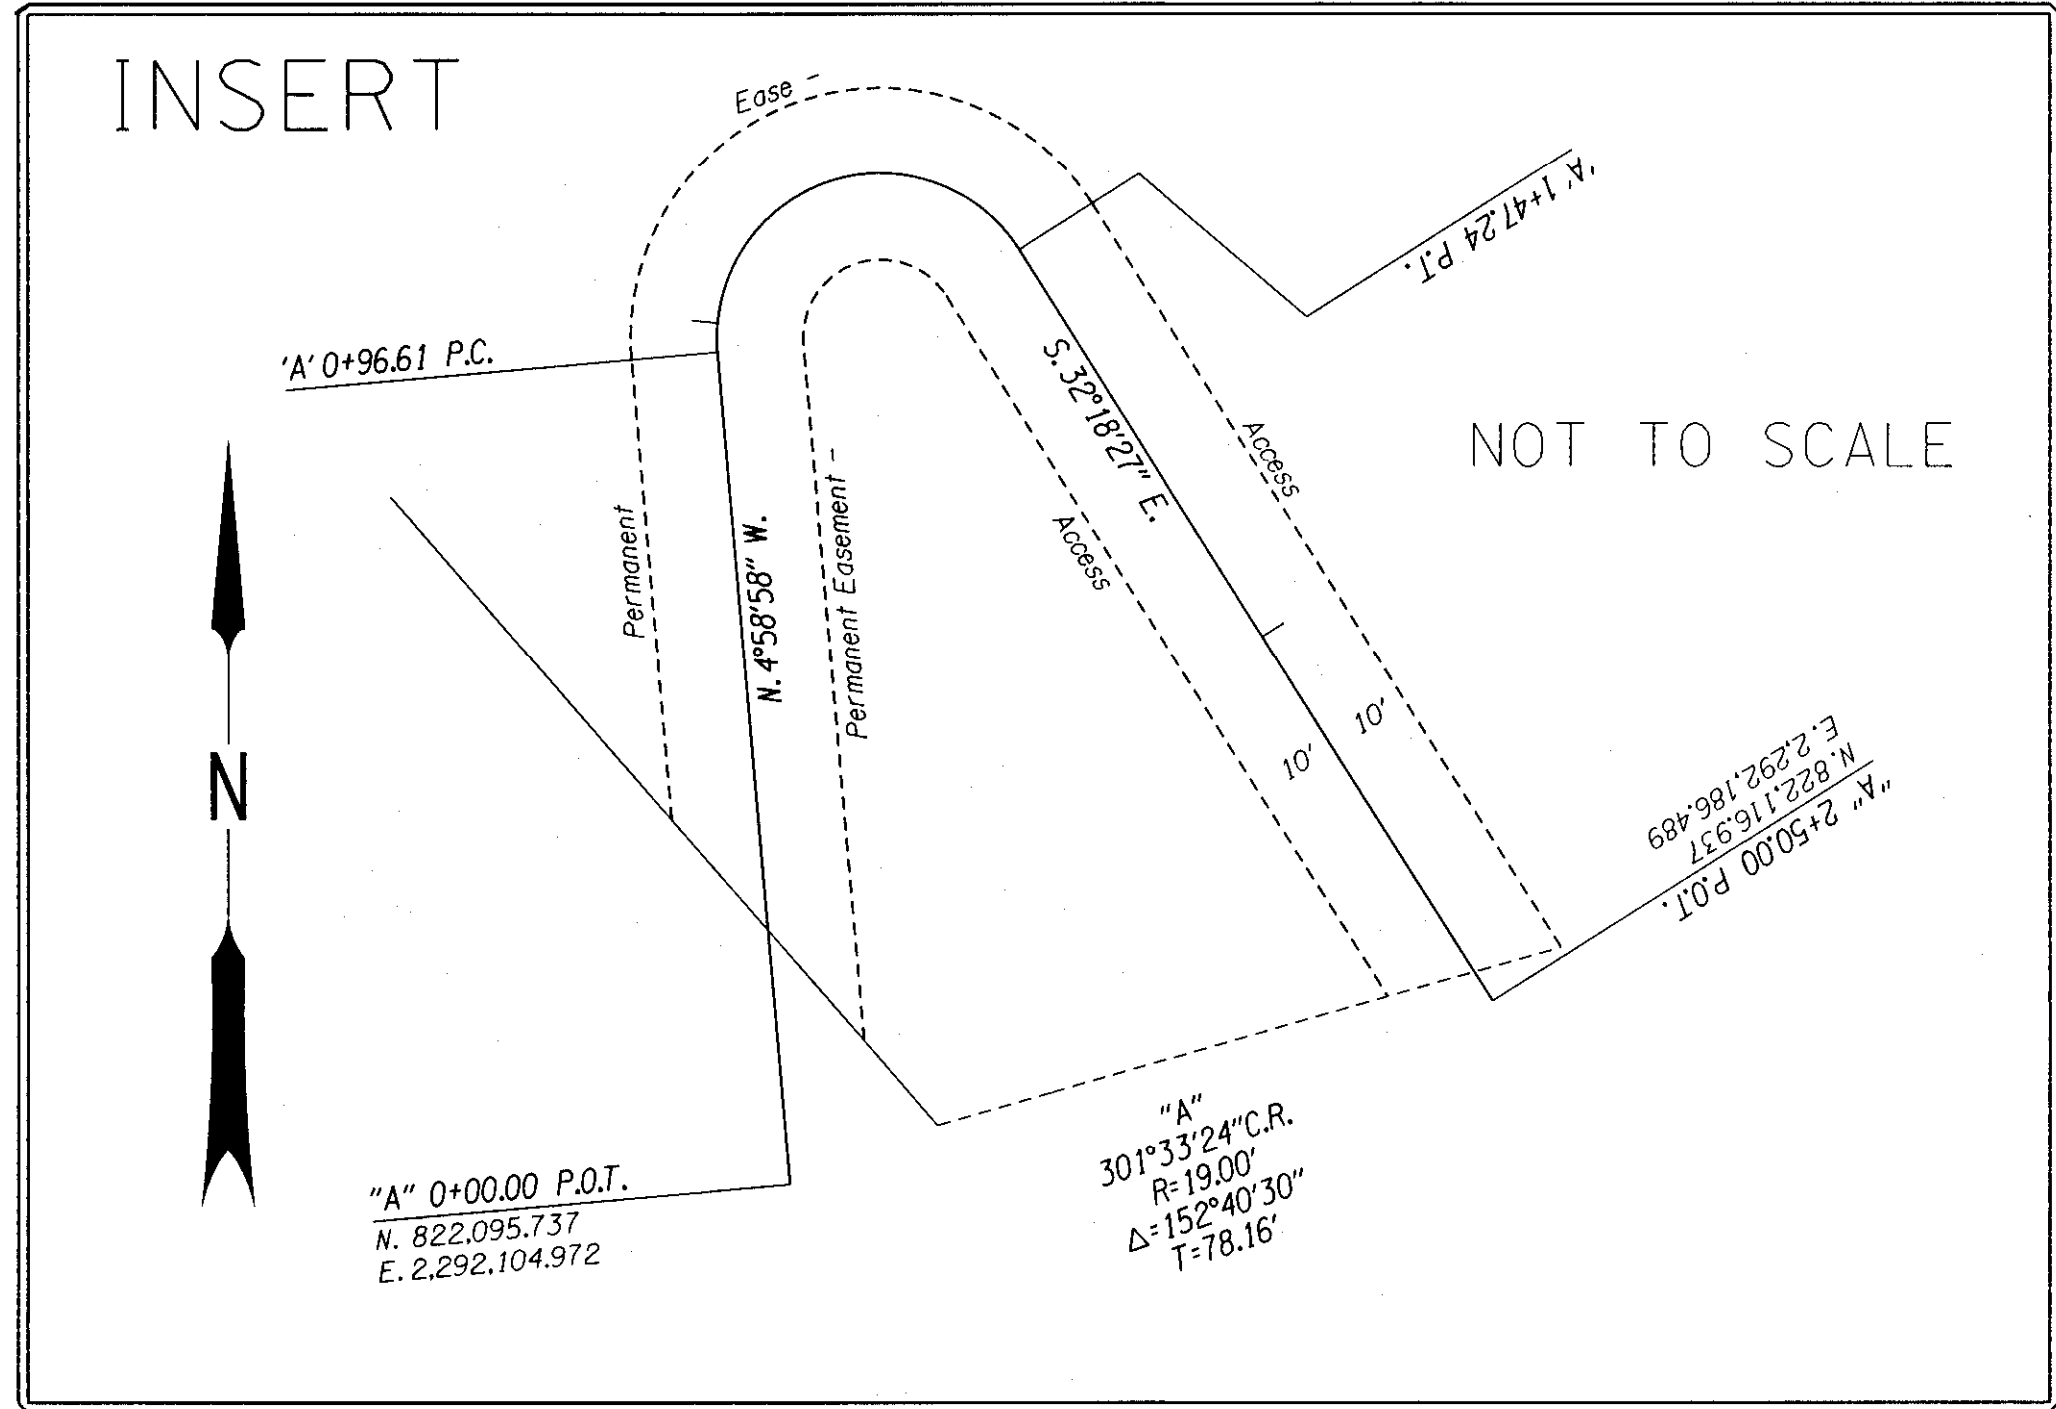 INSERT
Ease -
'A' 1+47.24 P.T.
'A' 0+96.61 P.C.
S. 32°18'27" E.
NOT TO SCALE
Access
Access
Permanent
N. 4°58'58" W.
Permanent Easement -
10'
10'
N
E. 2,292,186.489
N. 822,116.937
"A" 2+50.00 P.O.T.
"A" 0+00.00 P.O.T.
N. 822,095.737
E. 2,292,104.972
"A"
301°33'24"C.R.
R=19.00'
Δ=152°40'30"
T=78.16'